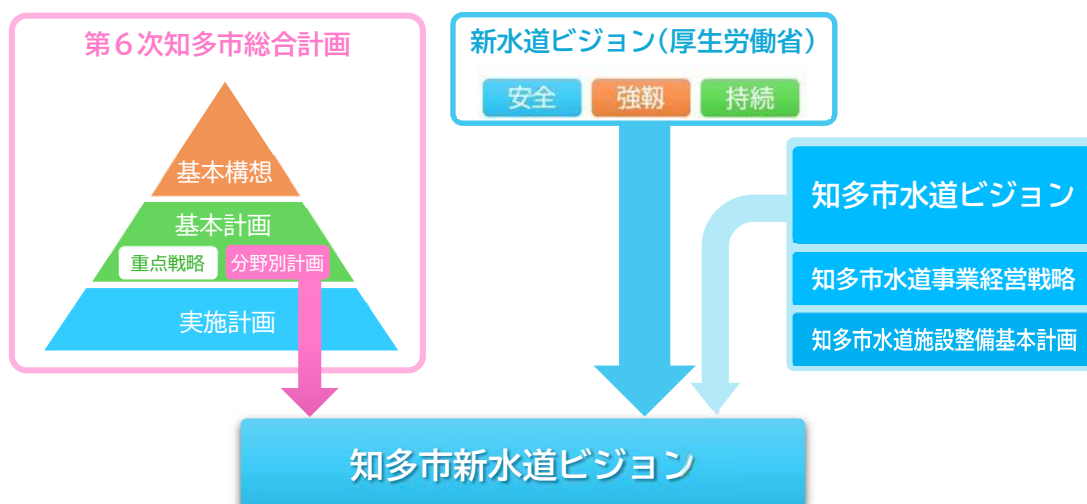 第6次知多市総合計画
基本構想
基本計画
重点戦略
分野別計画
実施計画
新水道ビジョン(厚生労働省)
安全
強靱
持続
知多市水道ビジョン
知多市水道事業経営戦略
知多市水道施設整備基本計画
知多市新水道ビジョン